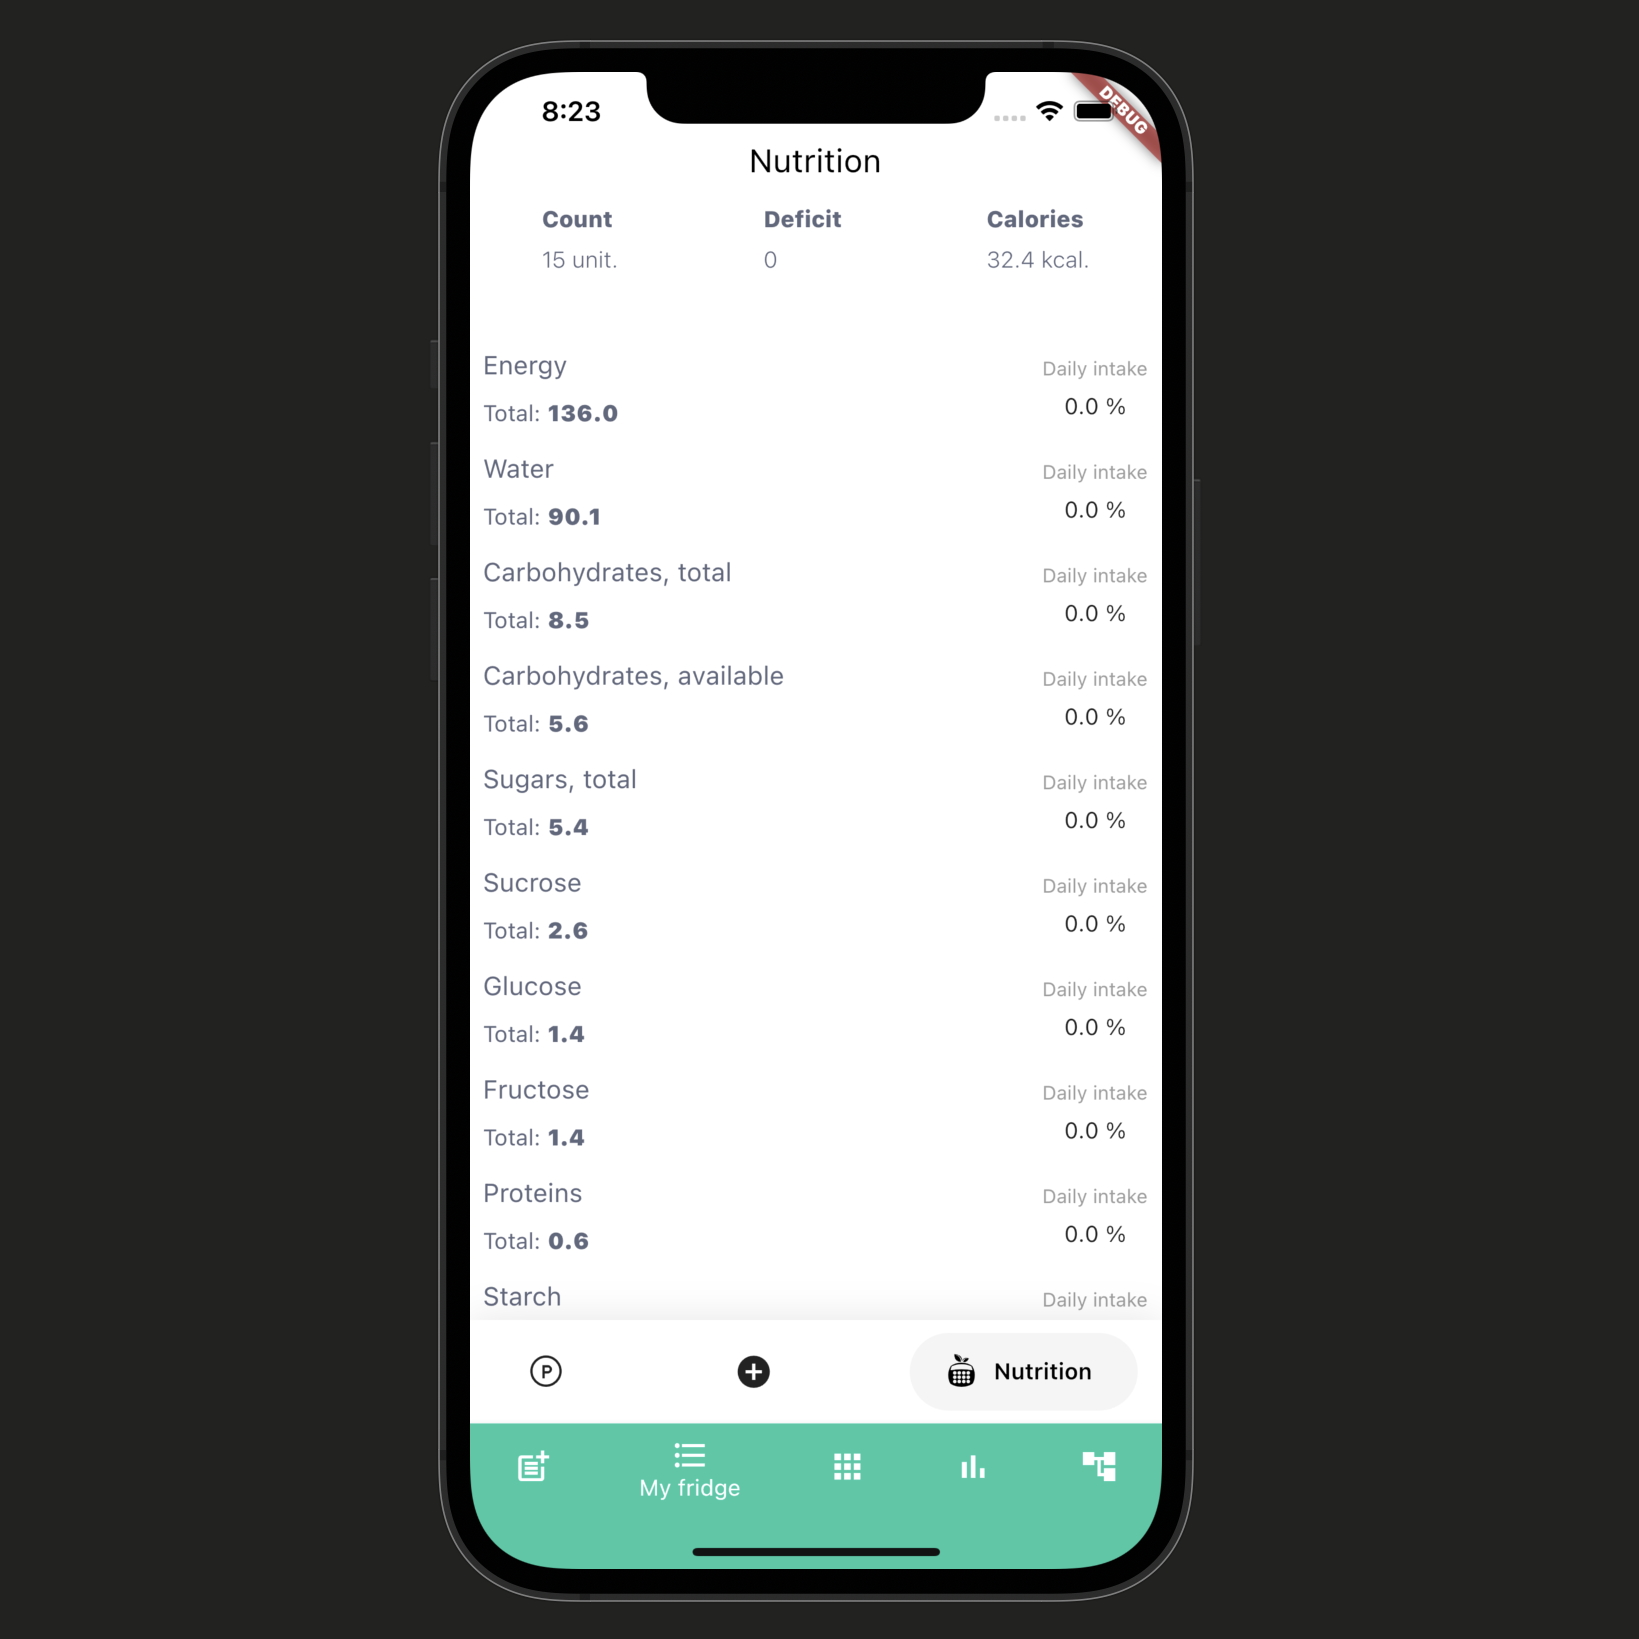 8:23
DEBUG
Nutrition
Count Deficit Calories
15 unit. 0 32.4 kcal.
Energy Daily intake
Total: 136.0 0.0 %
Water Daily intake
Total: 90.1 0.0 %
Carbohydrates, total Daily intake
Total: 8.5 0.0 %
Carbohydrates, available Daily intake
Total: 5.6 0.0 %
Sugars, total Daily intake
Total: 5.4 0.0 %
Sucrose Daily intake
Total: 2.6 0.0 %
Glucose Daily intake
Total: 1.4 0.0 %
Fructose Daily intake
Total: 1.4 0.0 %
Proteins Daily intake
Total: 0.6 0.0 %
Starch Daily intake
P Nutrition
My fridge